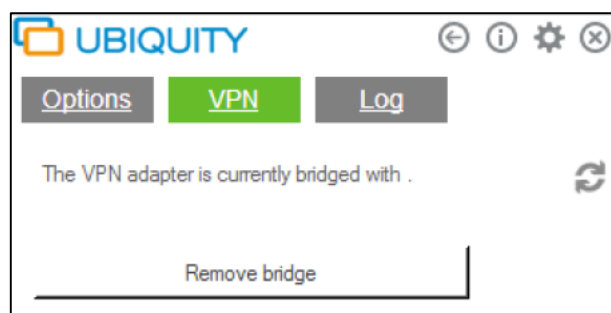 UBIQUITY
Options VPN Log
The VPN adapter is currently bridged with .
Remove bridge